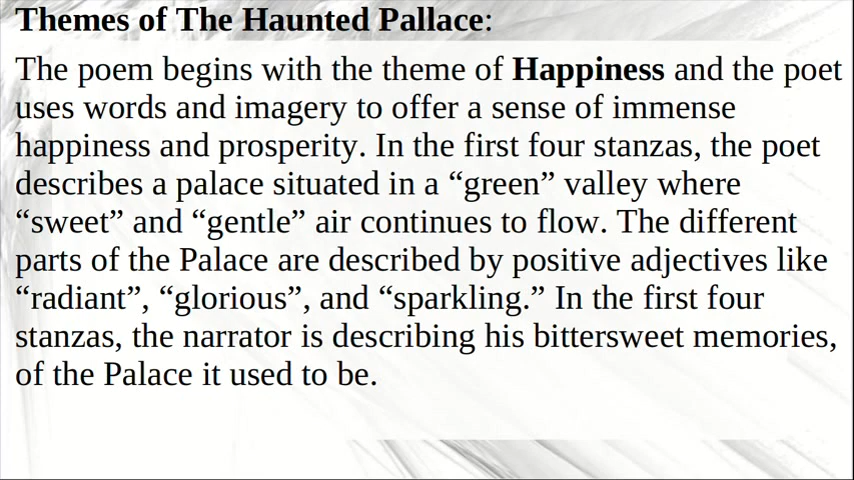 Themes of The Haunted Pallace:
The poem begins with the theme of Happiness and the poet
uses words and imagery to offer a sense of immense
happiness and prosperity. In the first four stanzas, the poet
describes a palace situated in a “green” valley where
“sweet” and “gentle” air continues to flow. The different
parts of the Palace are described by positive adjectives like
“radiant”, “glorious”, and “sparkling.” In the first four
stanzas, the narrator is describing his bittersweet memories,
of the Palace it used to be.